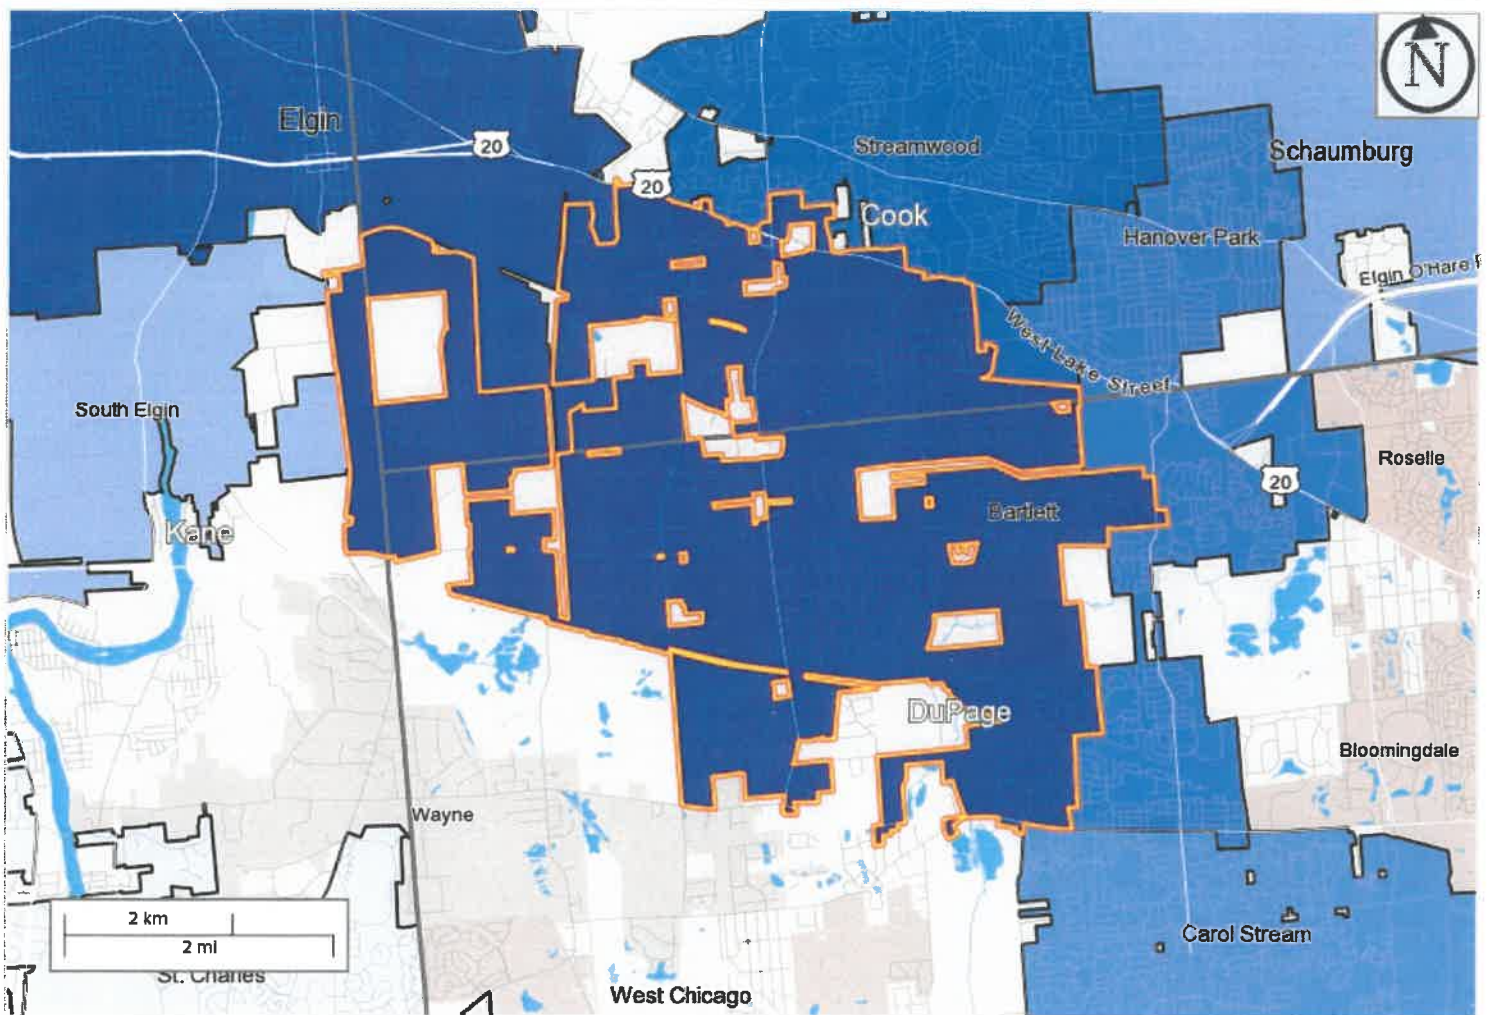 N
Elgin
20
20
Streamwood
Schaumburg
Cook
Hanover Park
Elgin O'Hare
West Lake Street
South Elgin
Roselle
20
Bartlett
Kane
DuPage
Bloomingdale
Wayne
2 km
2 mi
Carol Stream
St. Charles
West Chicago